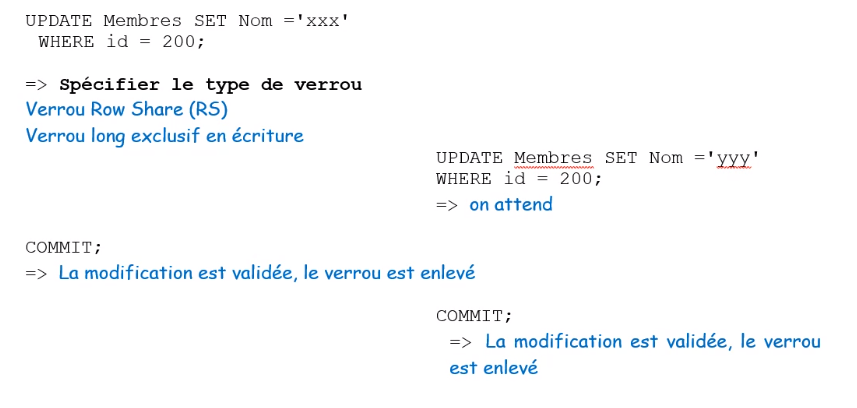 UPDATE Membres SET Nom ='xxx'
WHERE id = 200;
=> Spécifier le type de verrou
Verrou Row Share (RS)
Verrou long exclusif en écriture
UPDATE Membres SET Nom ='yyy'
WHERE id = 200;
=> on attend
COMMIT;
=> La modification est validée, le verrou est enlevé
COMMIT;
=> La modification est validée, le verrou
est enlevé